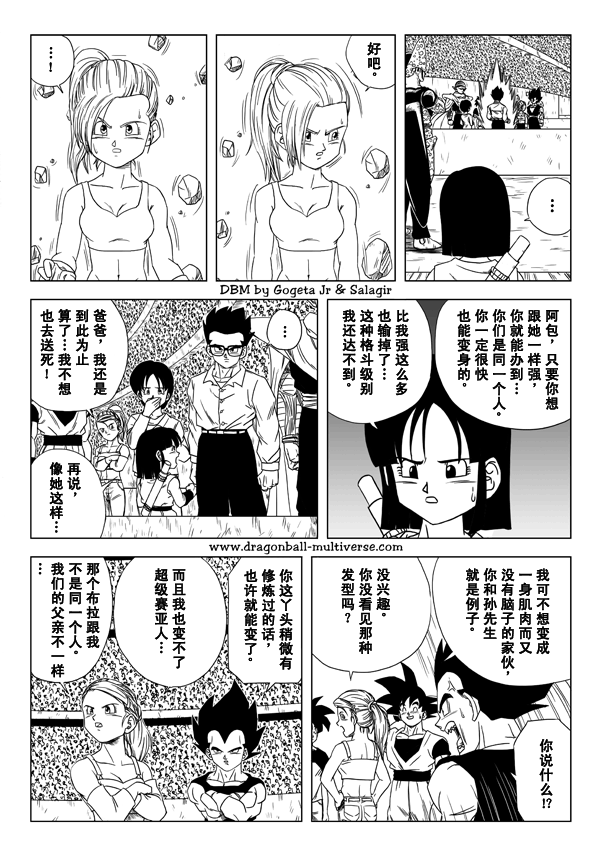 …
好吧。
…！
DBM by Gogeta Jr & Salagir
阿包，只要你想
跟她一样强，
你就能办到…
你们是同一个人。
你一定很快
也能变身的。
比我强这么多
也输掉了…
这种格斗级别
我还达不到。
…
爸爸，我还是
到此为止
算了…我不想
也去送死！
再说，
像她这样…
www.dragonball-multiverse.com
我可不想变成
一身肌肉而又
没有脑子的家伙，
你和孙先生
就是例子。
没兴趣。
你没看见那种
发型吗？
你说什么!?
你这丫头稍微有
修炼过的话，
也许就能变了。
而且我也变不了
超级赛亚人…
那个布拉跟我
不是同一个人。
我们的父亲不一样
…